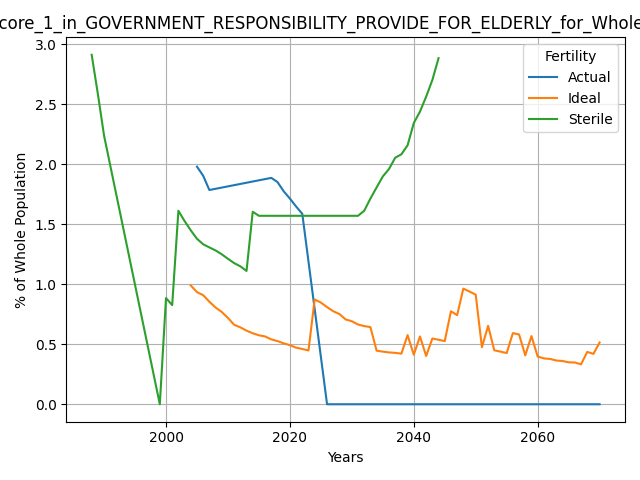 core_1_in_GOVERNMENT_RESPONSIBILITY_PROVIDE_FOR_ELDERLY_for_Whole
Fertility
Actual
Ideal
Sterile
% of Whole Population
3.0
2.5
2.0
1.5
1.0
0.5
0.0
2000 2020 2040 2060
Years